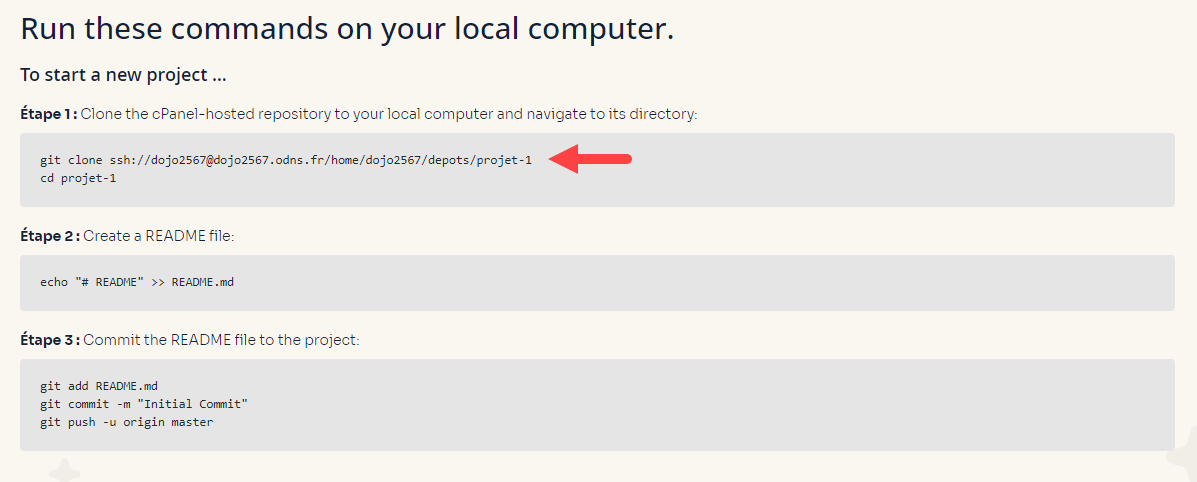 Run these commands on your local computer.
To start a new project ...
Étape 1 : Clone the cPanel-hosted repository to your local computer and navigate to its directory:
git clone ssh://dojo2567@dojo2567.odns.fr/home/dojo2567/depots/projet-1
cd projet-1
Étape 2 : Create a README file:
echo "# README" >> README.md
Étape 3 : Commit the README file to the project:
git add README.md
git commit -m "Initial Commit"
git push -u origin master